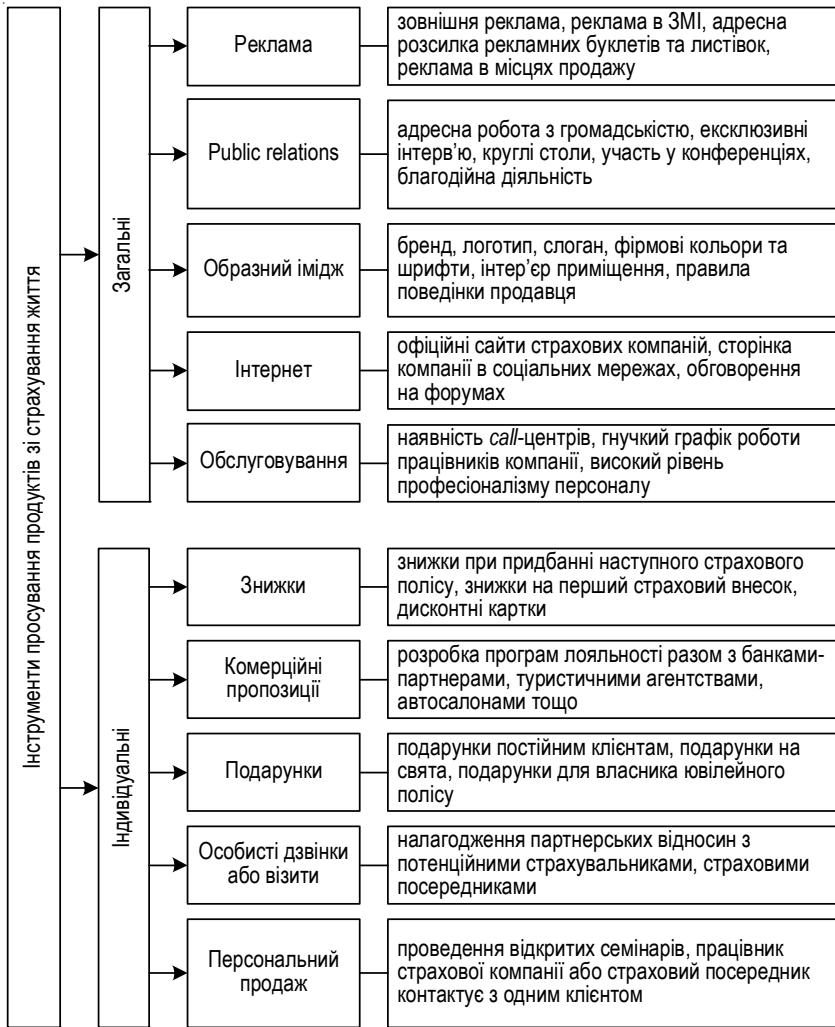 Інструменти просування продуктів зі страхування життя
Загальні
Реклама
зовнішня реклама, реклама в ЗМІ, адресна
розсилка рекламних буклетів та листівок,
реклама в місцях продажу
Public relations
адресна робота з громадськістю, ексклюзивні
інтерв'ю, круглі столи, участь у конференціях,
благодійна діяльність
Образний імідж
бренд, логотип, слоган, фірмові кольори та
шрифти, інтер’єр приміщення, правила
поведінки продавця
Інтернет
офіційні сайти страхових компаній, сторінка
компанії в соціальних мережах, обговорення
на форумах
Обслуговування
наявність call-центрів, гнучкий графік роботи
працівників компанії, високий рівень
професіоналізму персоналу
Індивідуальні
Знижки
знижки при придбанні наступного страхового
полісу, знижки на перший страховий внесок,
дисконтні картки
Комерційні
пропозиції
розробка програм лояльності разом з банками-
партнерами, туристичними агентствами,
автосалонами тощо
Подарунки
подарунки постійним клієнтам, подарунки на
свята, подарунки для власника ювілейного
полісу
Особисті дзвінки
або візити
налагодження партнерських відносин з
потенційними страхувальниками, страховими
посередниками
Персональний
продаж
проведення відкритих семінарів, працівник
страхової компанії або страховий посередник
контактує з одним клієнтом